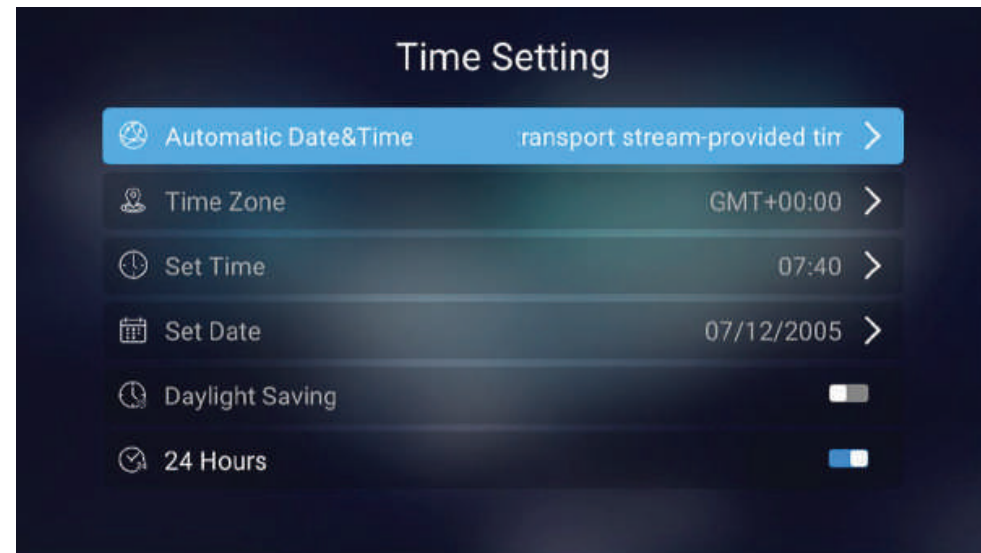 Time Setting
Automatic Date&Time ransport stream-provided tin
Time Zone GMT+00:00
Set Time 07:40
Set Date 07/12/2005
Daylight Saving
24 Hours